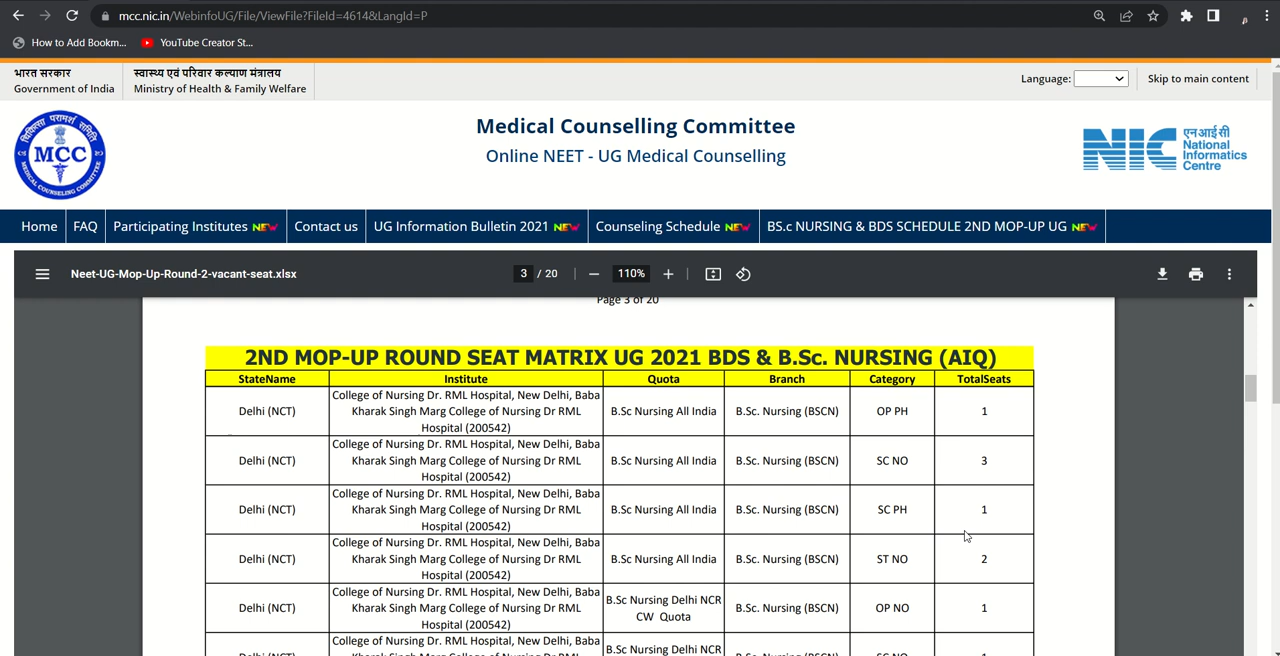 mcc.nic.in/WebinfoUG/File/ViewFile?FileId=4614&LangId=P
How to Add Bookm... YouTube Creator St...
भारत सरकार
Government of India
स्वास्थ्य एवं परिवार कल्याण मंत्रालय
Ministry of Health & Family Welfare
Language: Skip to main content
चिकित्सा परामर्श समिति
MCC
MEDICAL COUNSELLING COMMITTEE
Medical Counselling Committee
Online NEET - UG Medical Counselling
NIC
एनआईसी
National
Informatics
Centre
Home FAQ Participating Institutes NEW Contact us UG Information Bulletin 2021 NEW Counseling Schedule NEW BS.c NURSING & BDS SCHEDULE 2ND MOP-UP UG NEW
Neet-UG-Mop-Up-Round-2-vacant-seat.xlsx 3 / 20 110%
Page 3 of 20
2ND MOP-UP ROUND SEAT MATRIX UG 2021 BDS & B.Sc. NURSING (AIQ)
StateName Institute Quota Branch Category TotalSeats
College of Nursing Dr. RML Hospital, New Delhi, Baba
Delhi (NCT) Kharak Singh Marg College of Nursing Dr RML B.Sc Nursing All India B.Sc. Nursing (BSCN) OP PH 1
Hospital (200542)
College of Nursing Dr. RML Hospital, New Delhi, Baba
Delhi (NCT) Kharak Singh Marg College of Nursing Dr RML B.Sc Nursing All India B.Sc. Nursing (BSCN) SC NO 3
Hospital (200542)
College of Nursing Dr. RML Hospital, New Delhi, Baba
Delhi (NCT) Kharak Singh Marg College of Nursing Dr RML B.Sc Nursing All India B.Sc. Nursing (BSCN) SC PH 1
Hospital (200542)
College of Nursing Dr. RML Hospital, New Delhi, Baba
Delhi (NCT) Kharak Singh Marg College of Nursing Dr RML B.Sc Nursing All India B.Sc. Nursing (BSCN) ST NO 2
Hospital (200542)
College of Nursing Dr. RML Hospital, New Delhi, Baba
Delhi (NCT) Kharak Singh Marg College of Nursing Dr RML B.Sc Nursing Delhi NCR CW Quota B.Sc. Nursing (BSCN) OP NO 1
Hospital (200542)
College of Nursing Dr. RML Hospital, New Delhi, Baba
B.Sc Nursing Delhi NCR